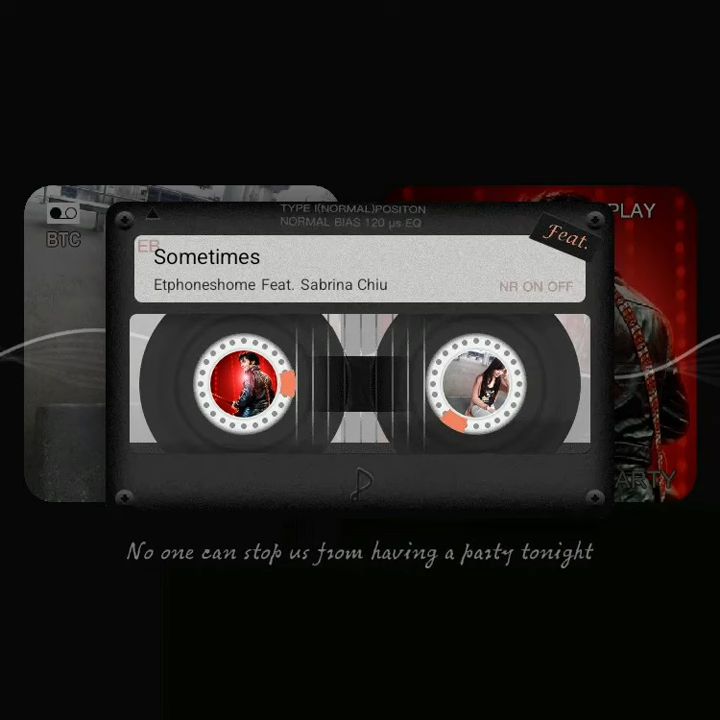 TYPE I(NORMAL)POSITON
NORMAL BIAS 120 µs EQ
PLAY
BTC
EB
Feat.
Sometimes
Etphoneshome Feat. Sabrina Chiu
NR ON OFF
ARTY
No one can stop us from having a party tonight